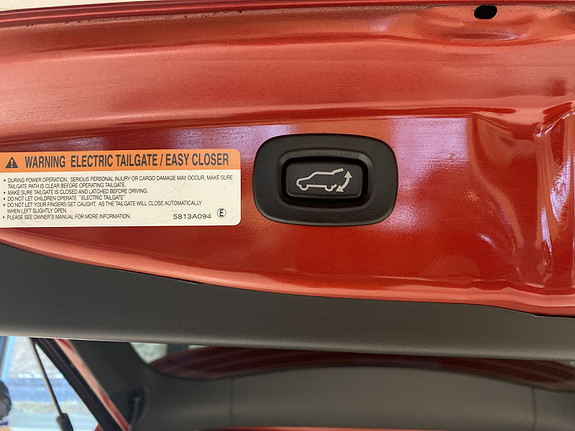 WARNING ELECTRIC TAILGATE / EASY CLOSER
• DURING POWER OPERATION, SERIOUS PERSONAL INJURY OR CARGO DAMAGE MAY OCCUR. MAKE SURE
TAILGATE PATH IS CLEAR BEFORE OPERATING TAILGATE.
• MAKE SURE TAILGATE IS CLOSED AND LATCHED BEFORE DRIVING.
• DO NOT LET CHILDREN OPERATE "ELECTRIC TAILGATE"
• DO NOT LET YOUR FINGERS GET CAUGHT, AS THE TAILGATE WILL CLOSE AUTOMATICALLY
WHEN LEFT SLIGHTLY OPEN.
• PLEASE SEE OWNER'S MANUAL FOR MORE INFORMATION. 5813A094 Ⓔ